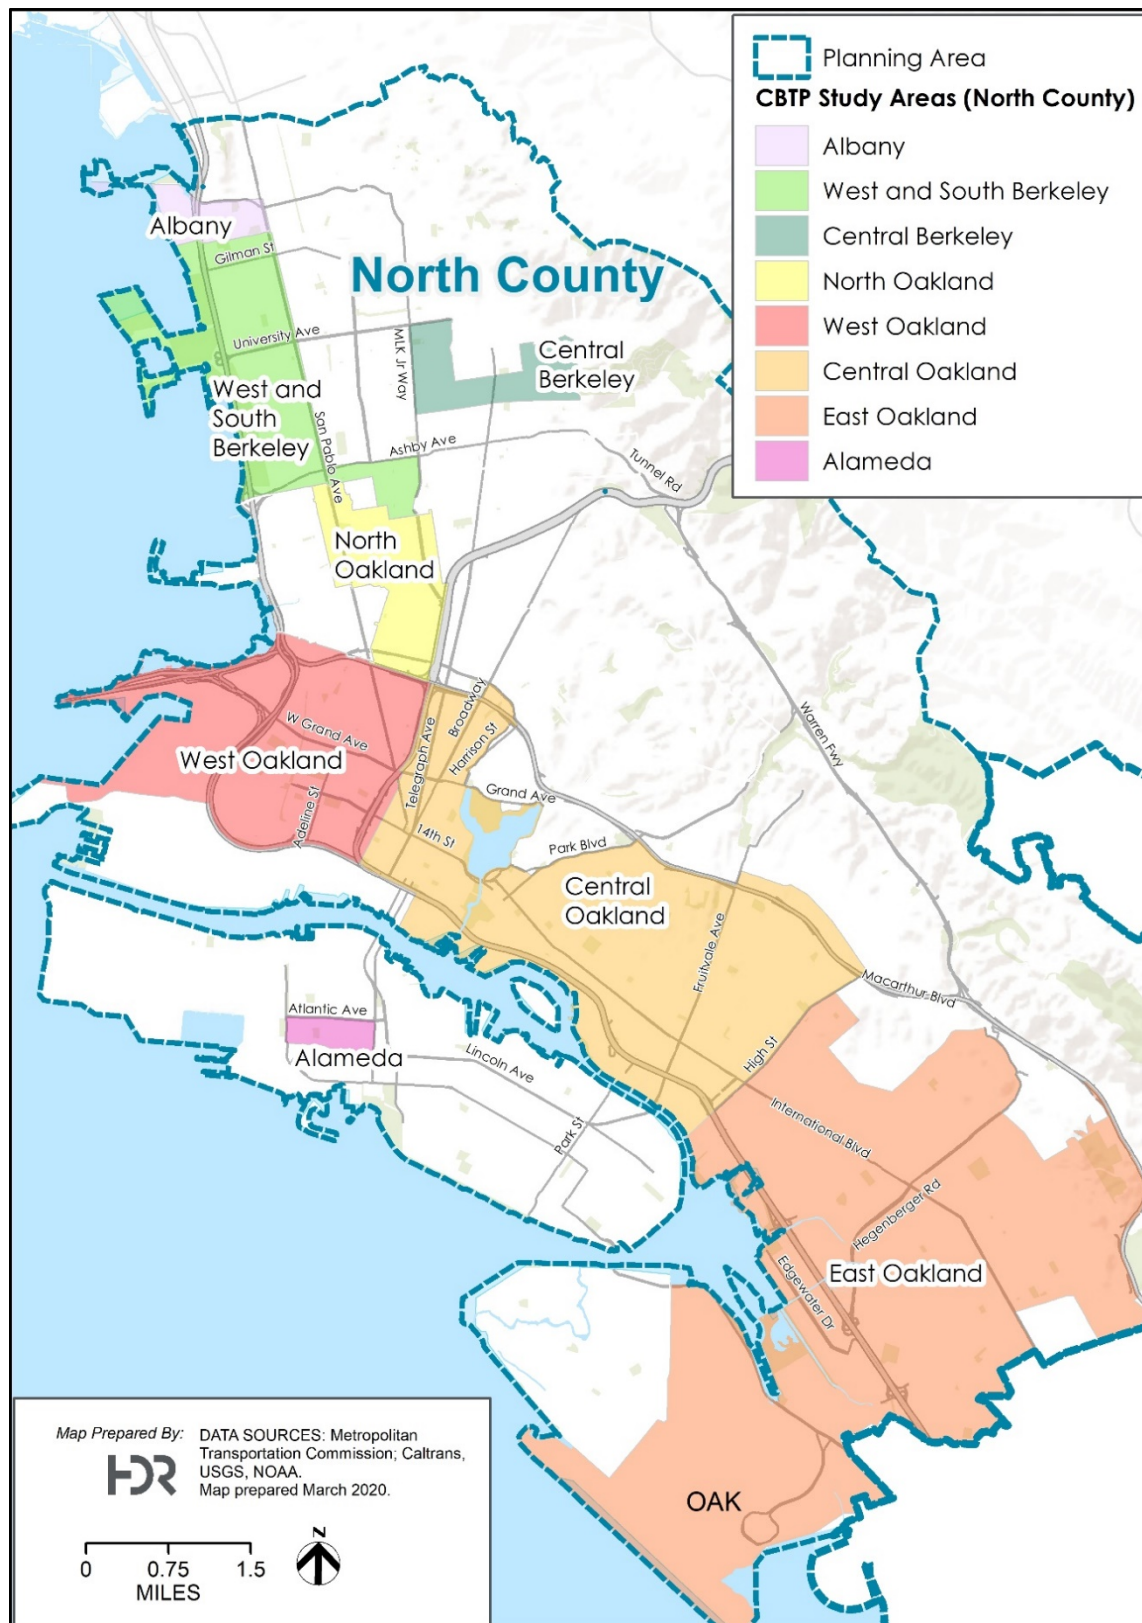 Planning Area
CBTP Study Areas (North County)
Albany
West and South Berkeley
Central Berkeley
North Oakland
West Oakland
Central Oakland
East Oakland
Alameda
Albany
Gilman St
North County
University Ave
MLK Jr Way
Central
Berkeley
West and
South
Berkeley
San Pablo Ave
Ashby Ave
Tunnel Rd
North
Oakland
Broadway
Harrison St
Warren Fwy
W Grand Ave
West Oakland
Telegraph Ave
Grand Ave
Adeline St
14th St
Park Blvd
Central
Oakland
Fruitvale Ave
Macarthur Blvd
Atlantic Ave
Alameda
Lincoln Ave
High St
Park St
International Blvd
Hegenberger Rd
East Oakland
Edgewater Dr
OAK
Map Prepared By:
HDR
DATA SOURCES: Metropolitan
Transportation Commission; Caltrans,
USGS, NOAA.
Map prepared March 2020.
N
0 0.75 1.5
MILES